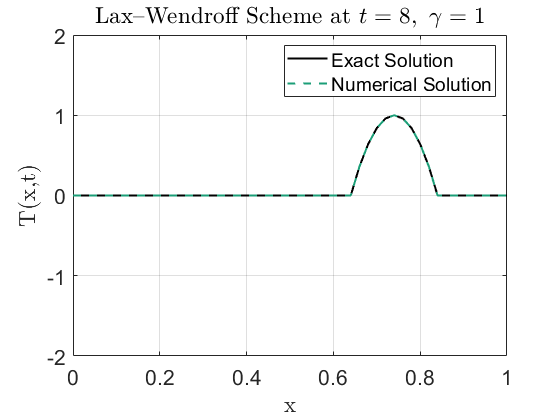 Lax–Wendroff Scheme at t = 8, γ = 1
Exact Solution
Numerical Solution
T(x,t)
2
1
0
-1
-2
0
0.2
0.4
0.6
0.8
1
x